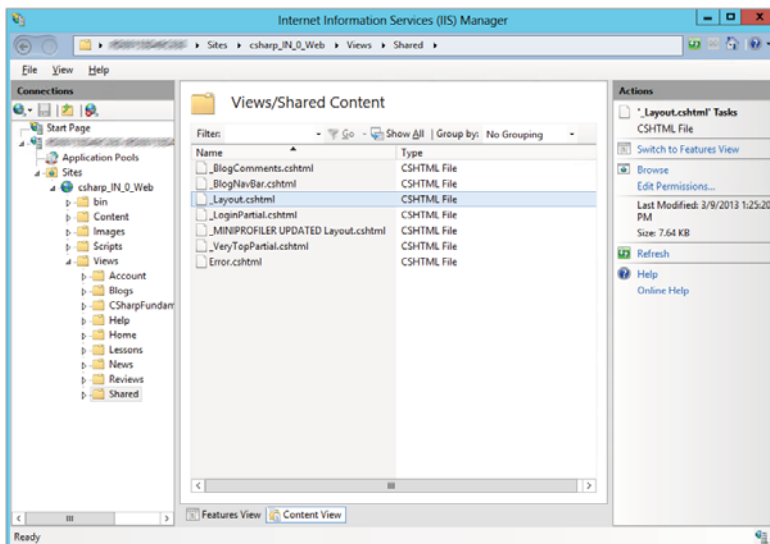 Internet Information Services (IIS) Manager
Sites csharp_IN_0_Web Views Shared
File View Help
Connections
Start Page
Application Pools
Sites
csharp_IN_0_Web
bin
Content
Images
Scripts
Views
Account
Blogs
CSharpFundam
Help
Home
Lessons
News
Reviews
Shared
Views/Shared Content
Filter: Go Show All Group by: No Grouping
Name Type
_BlogComments.cshtml CSHTML File
_BlogNavBar.cshtml CSHTML File
_Layout.cshtml CSHTML File
_LoginPartial.cshtml CSHTML File
_MINIPROFILER UPDATED Layout.cshtml CSHTML File
_VeryTopPartial.cshtml CSHTML File
Error.cshtml CSHTML File
Features View Content View
Actions
'_Layout.cshtml' Tasks
CSHTML File
Switch to Features View
Browse
Edit Permissions...
Last Modified: 3/9/2013 1:25:20
PM
Size: 7.64 KB
Refresh
Help
Online Help
Ready